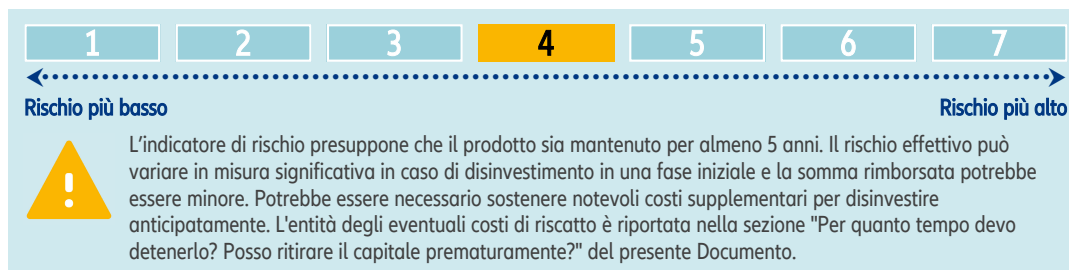 1 2 3 4 5 6 7
Rischio più basso Rischio più alto
L'indicatore di rischio presuppone che il prodotto sia mantenuto per almeno 5 anni. Il rischio effettivo può
variare in misura significativa in caso di disinvestimento in una fase iniziale e la somma rimborsata potrebbe
essere minore. Potrebbe essere necessario sostenere notevoli costi supplementari per disinvestire
anticipatamente. L'entità degli eventuali costi di riscatto è riportata nella sezione "Per quanto tempo devo
detenerlo? Posso ritirare il capitale prematuramente?" del presente Documento.